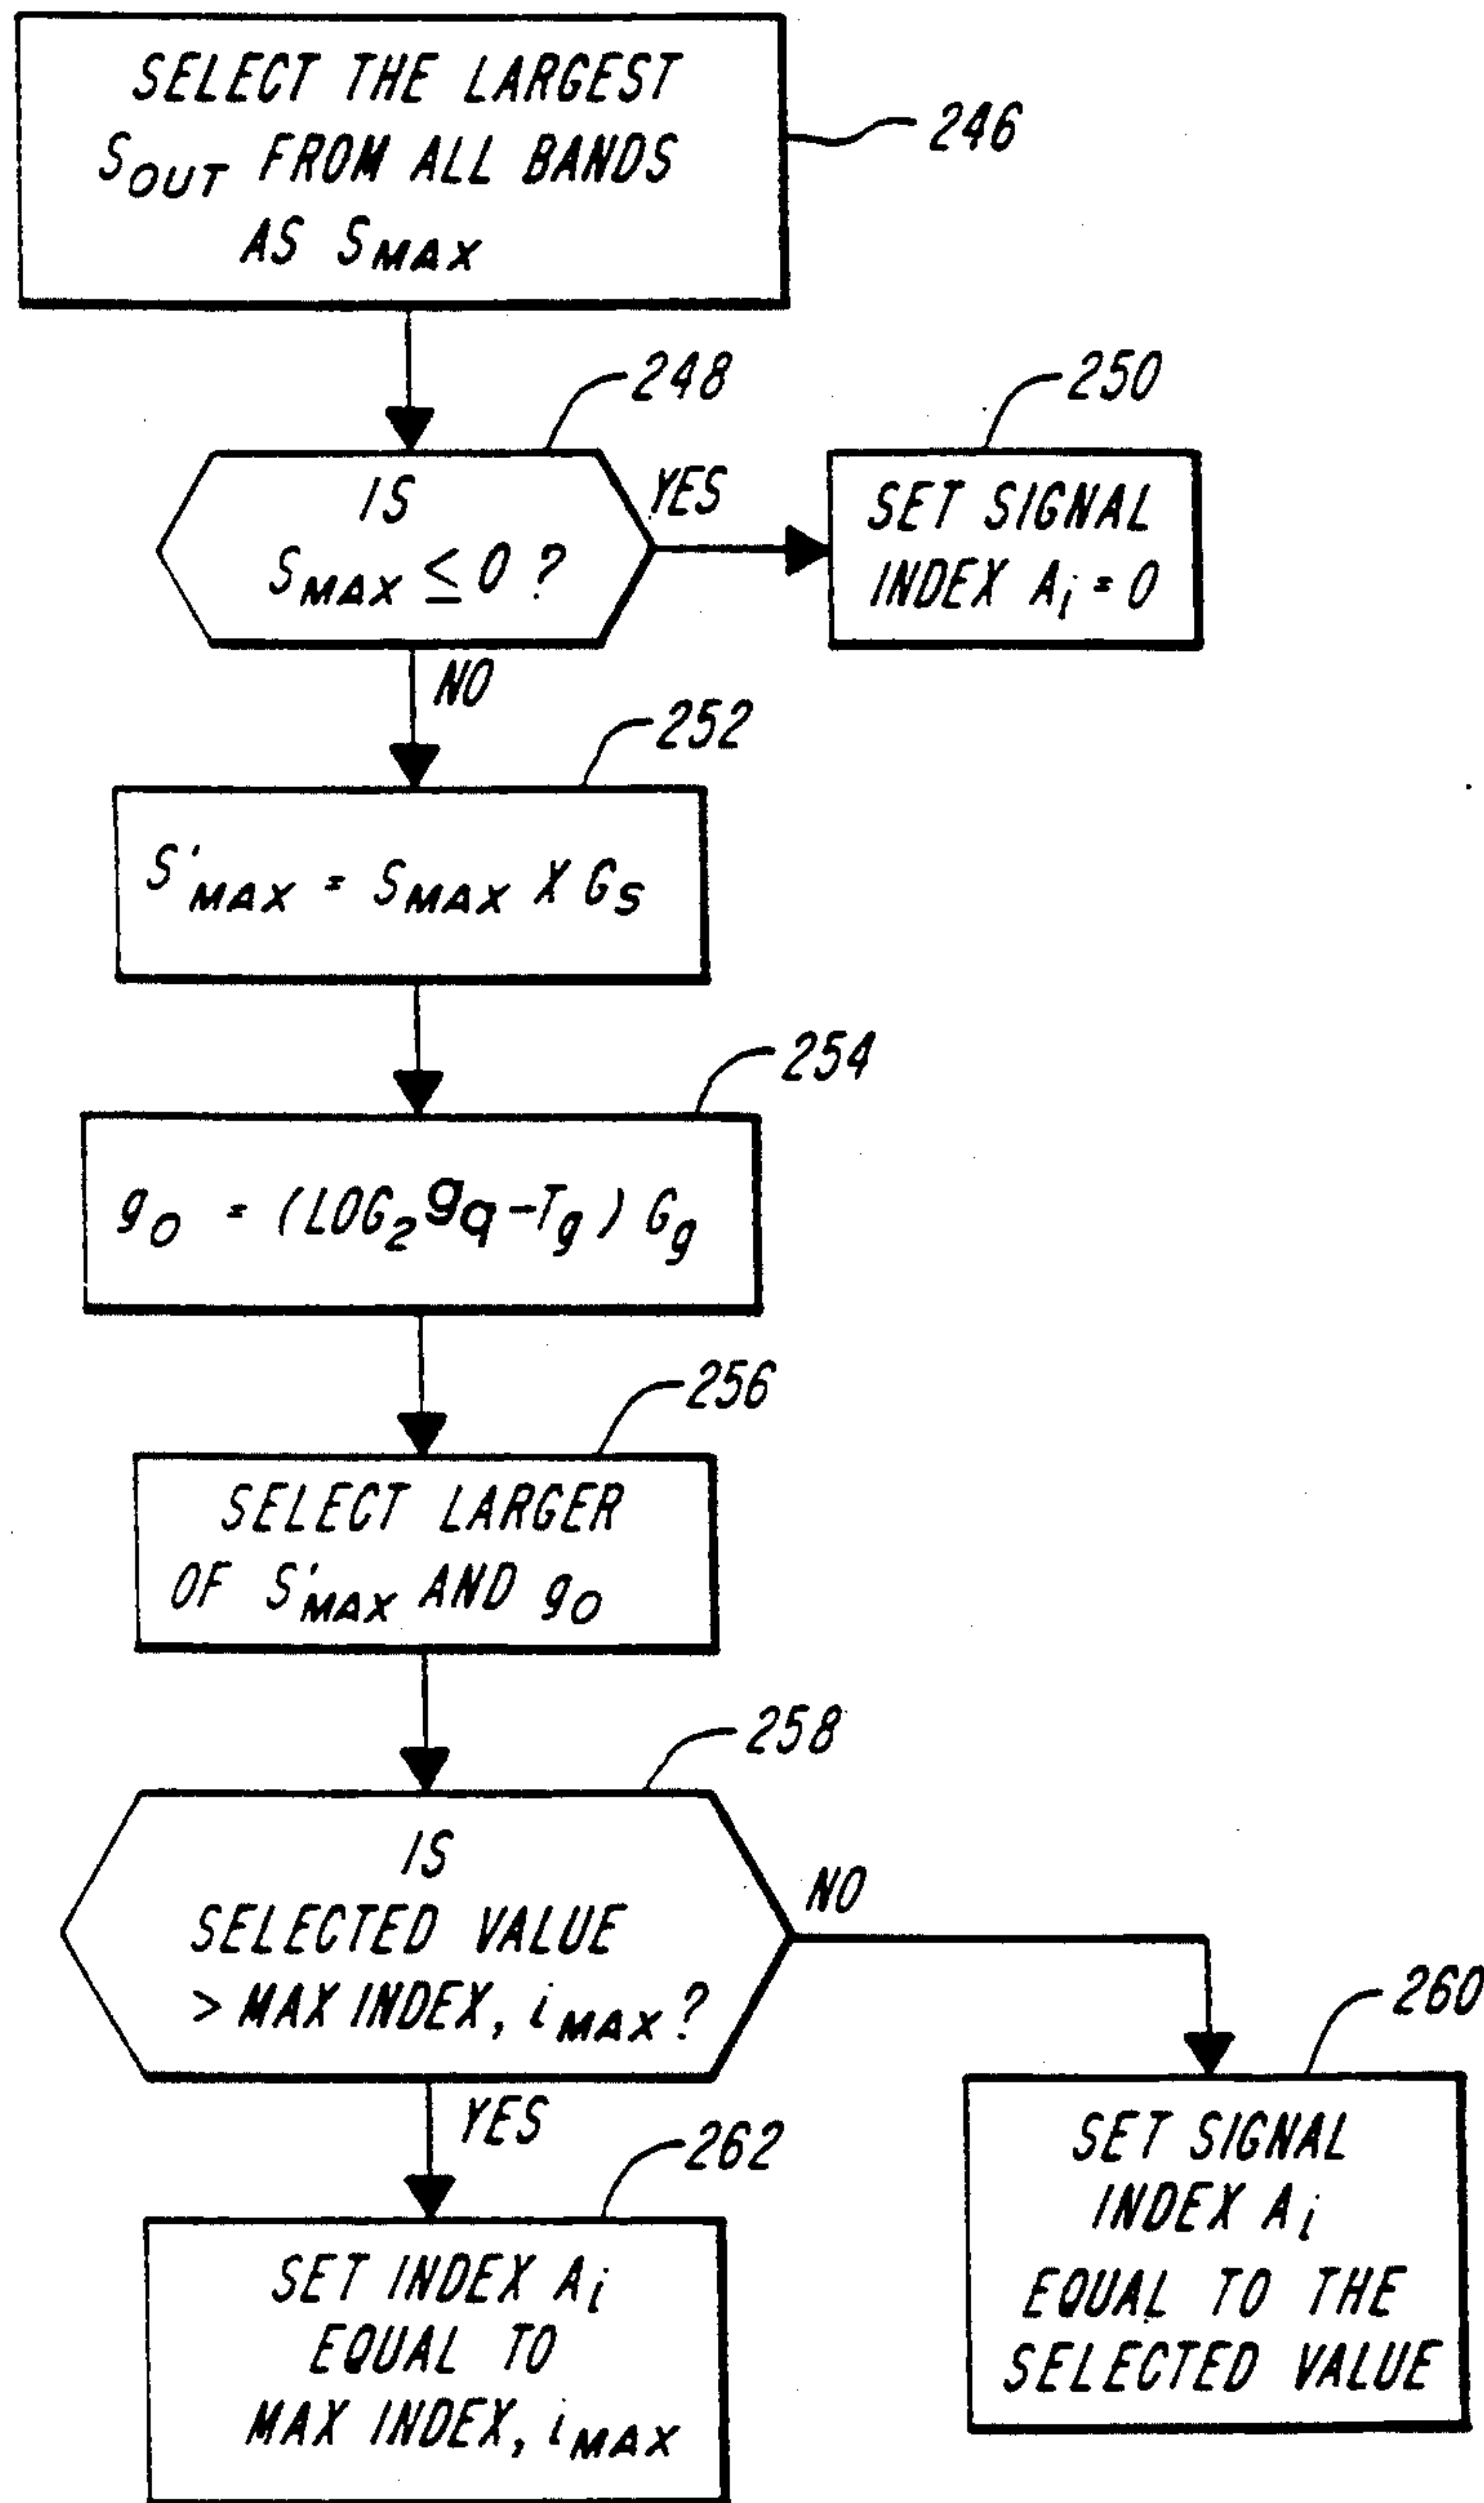 SELECT THE LARGEST
SOUT FROM ALL BANDS
AS SMAX
246
248
IS
SMAX ≤ 0 ?
YES
250
SET SIGNAL
INDEX Ai = 0
NO
252
S'MAX = SMAX X GS
254
go = (LOG2 gq - Tg) Gg
256
SELECT LARGER
OF S'MAX AND go
258
IS
SELECTED VALUE
> MAX INDEX, iMAX ?
NO
260
SET SIGNAL
INDEX Ai
EQUAL TO THE
SELECTED VALUE
YES
262
SET INDEX Ai
EQUAL TO
MAX INDEX, iMAX